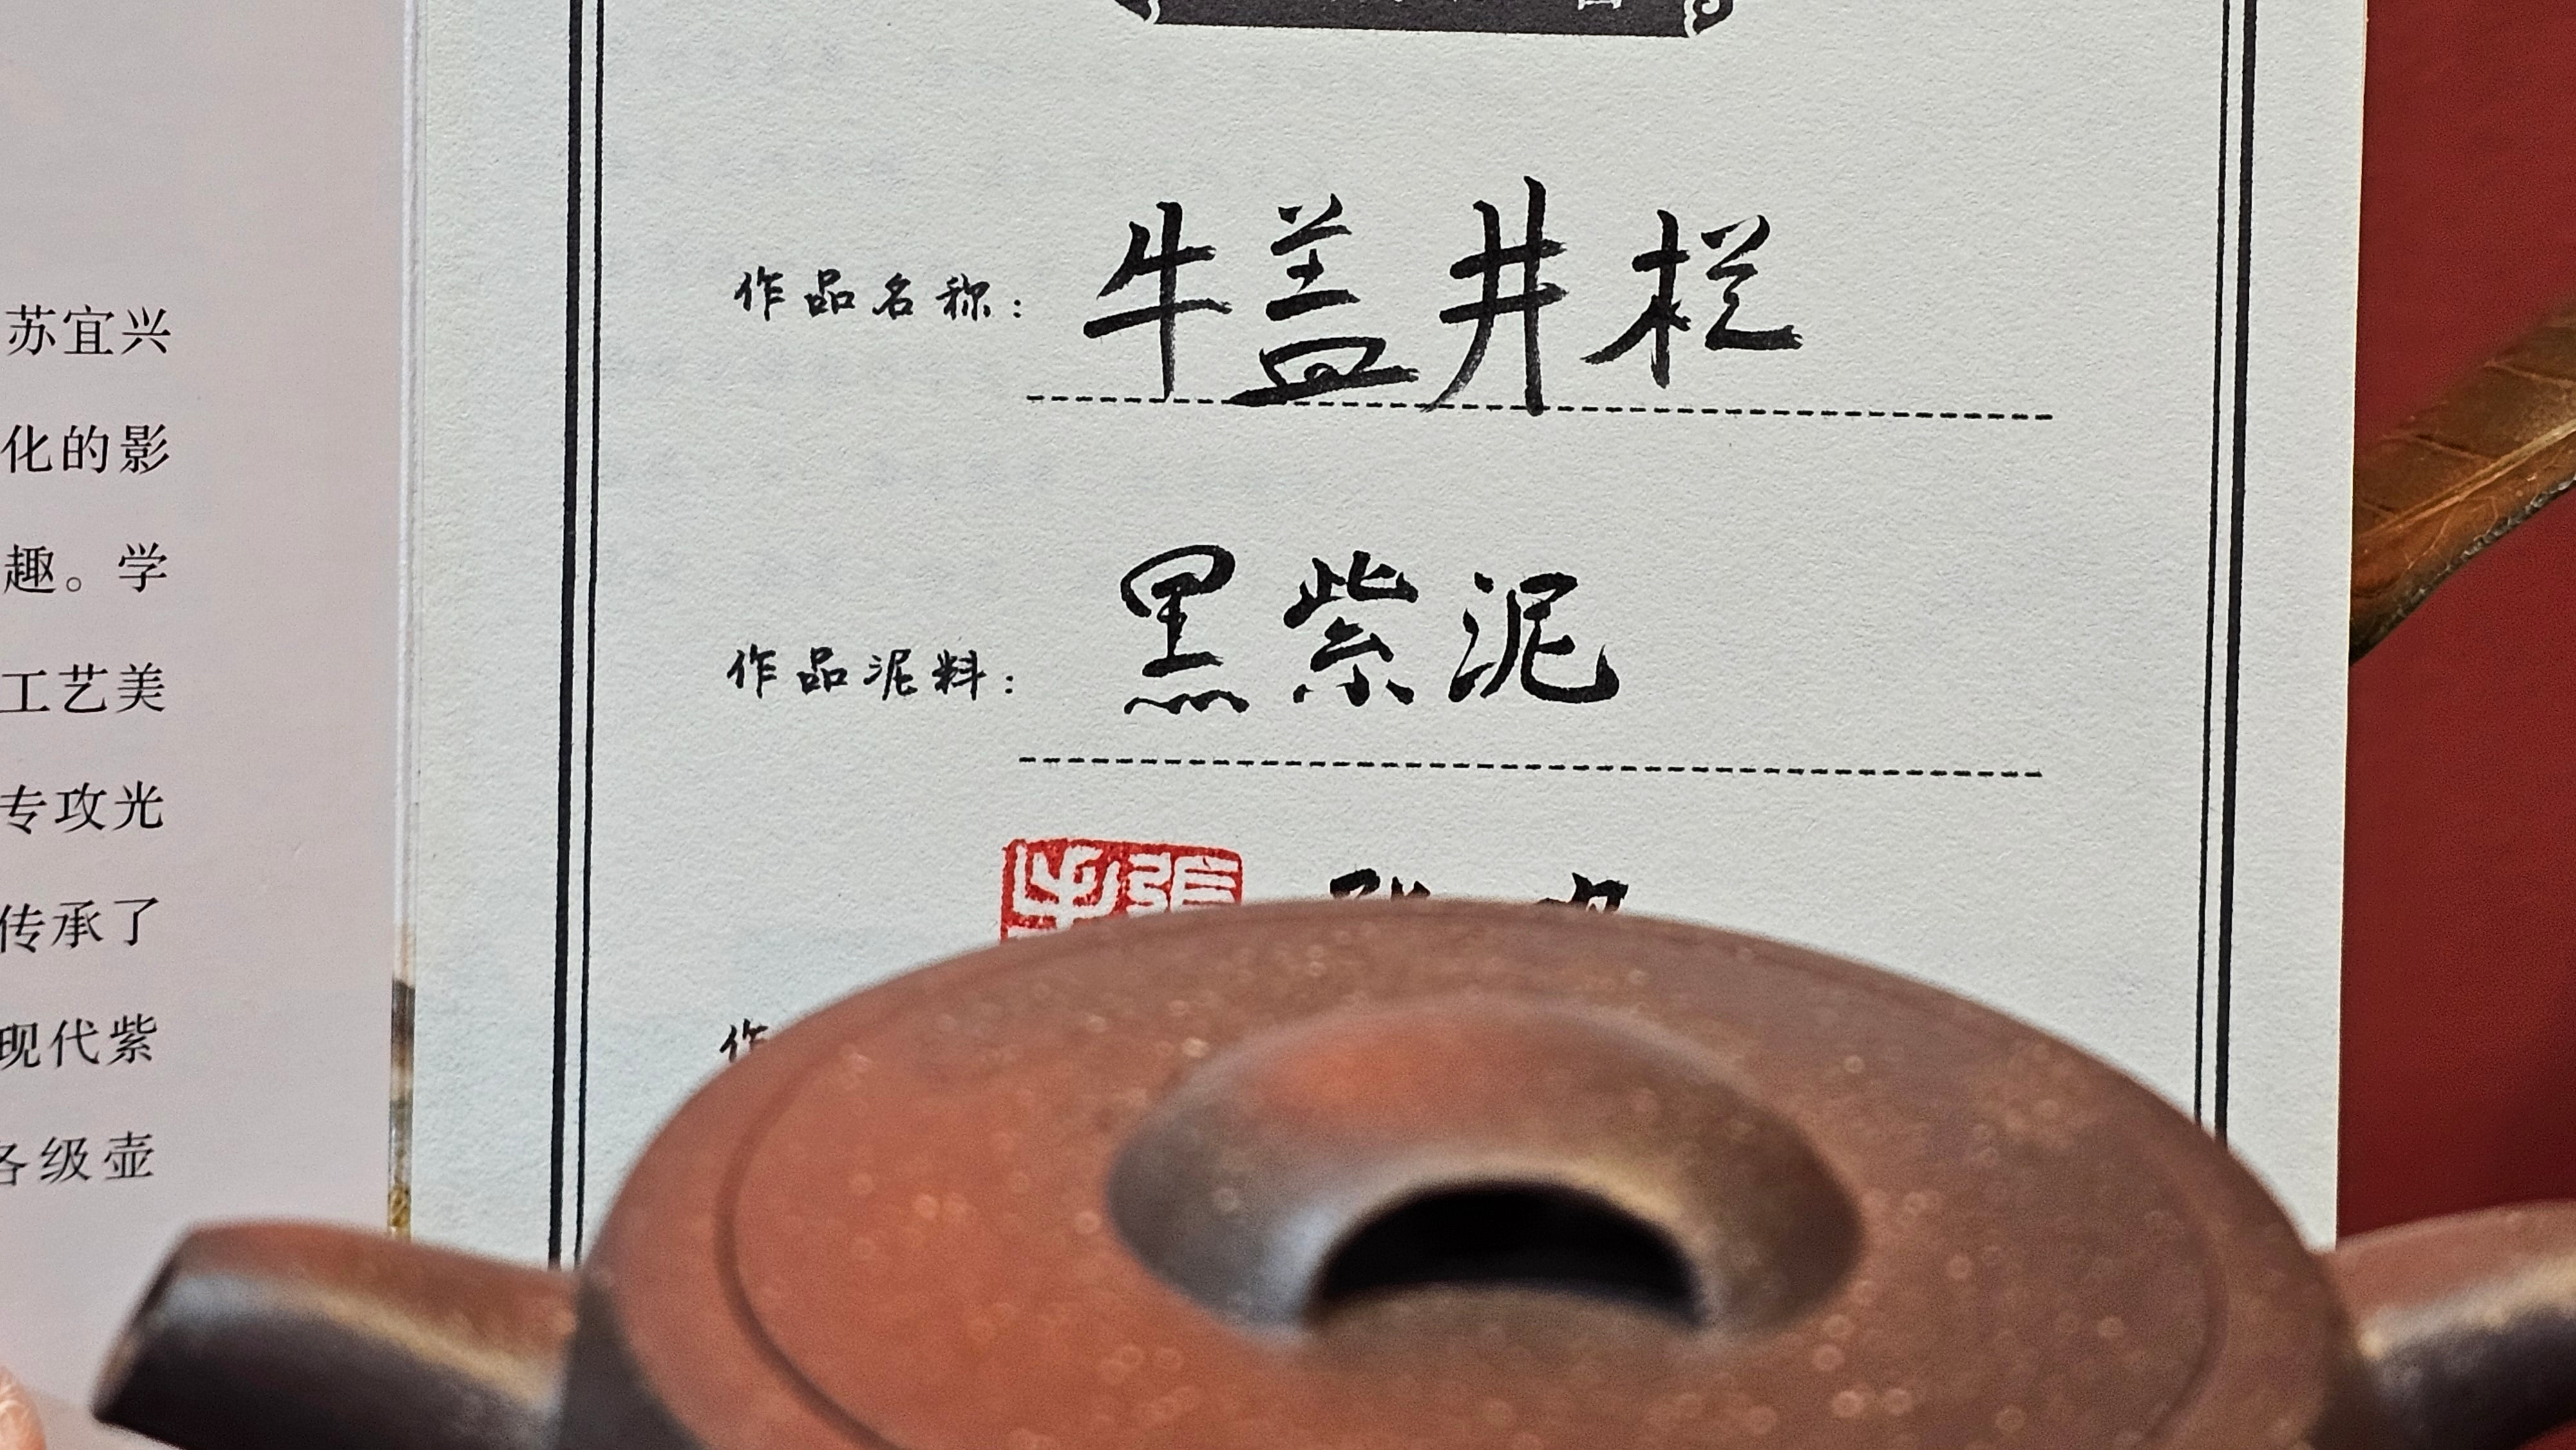 苏宜兴
化的影
趣。学
工艺美
专攻光
传承了
现代紫
各级壶
作品名称：牛盖井栏
作品泥料：黑紫泥
作